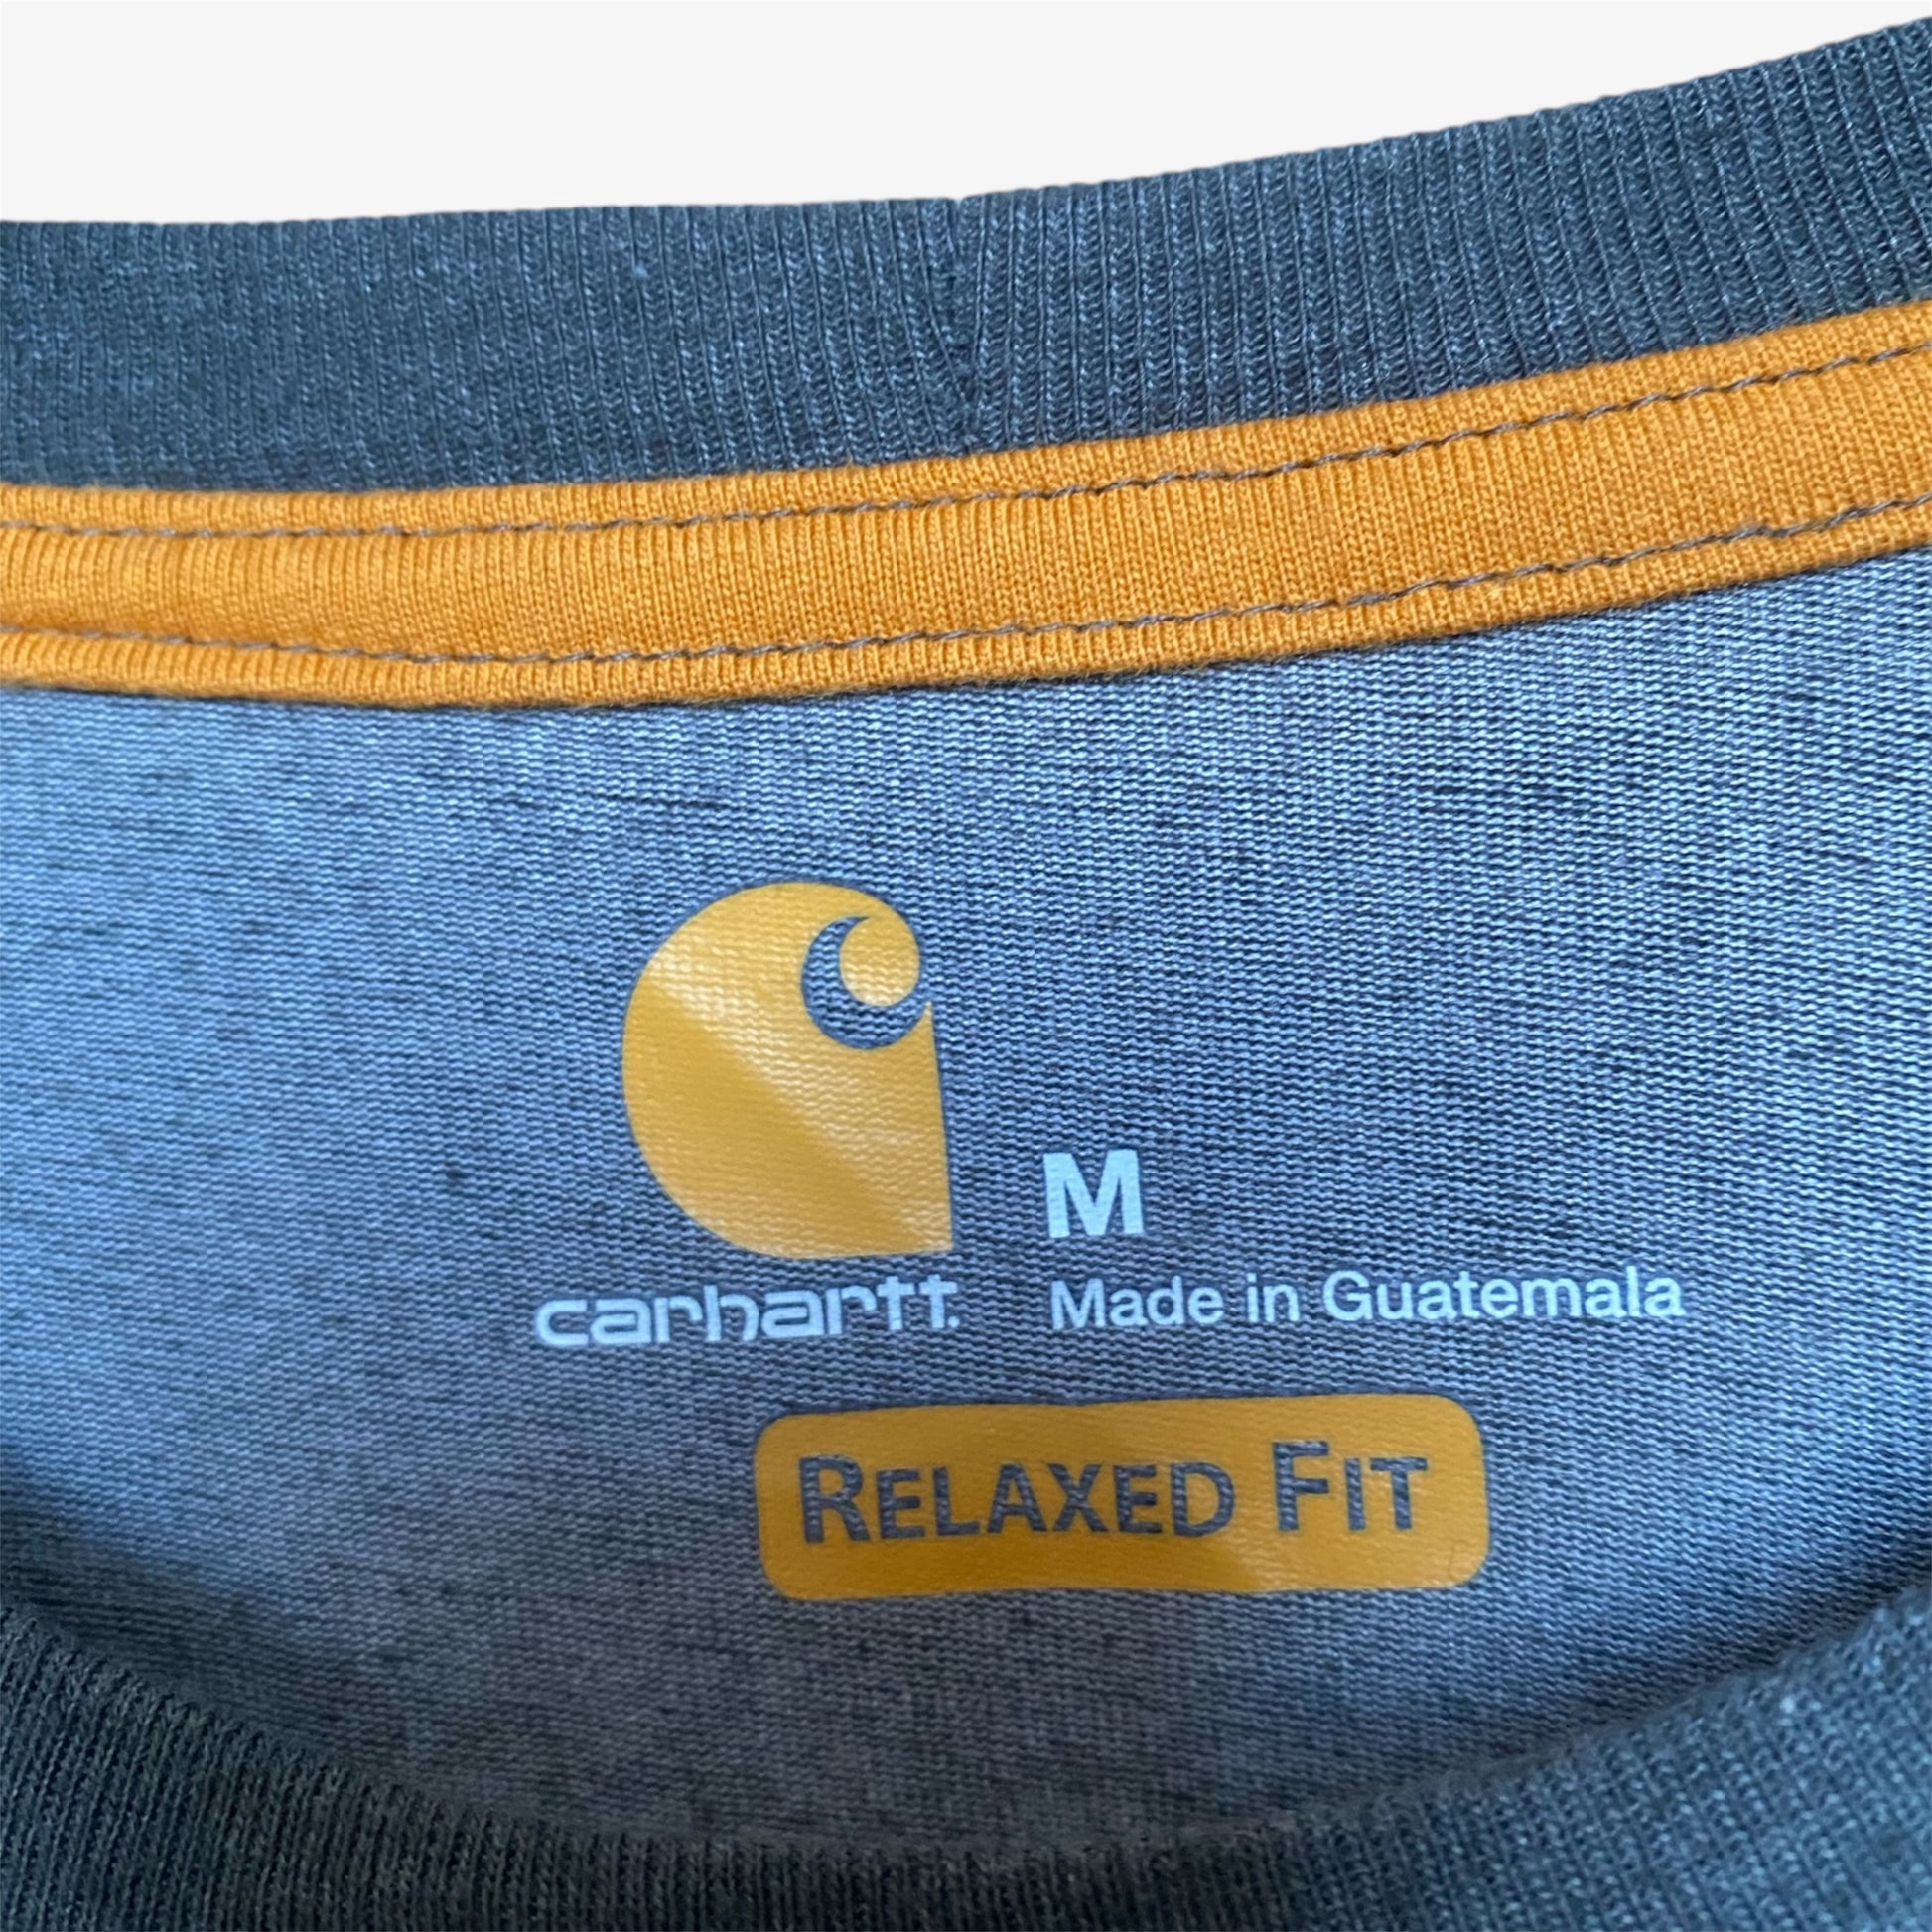 M
carhartt.
Made in Guatemala
RELAXED FIT